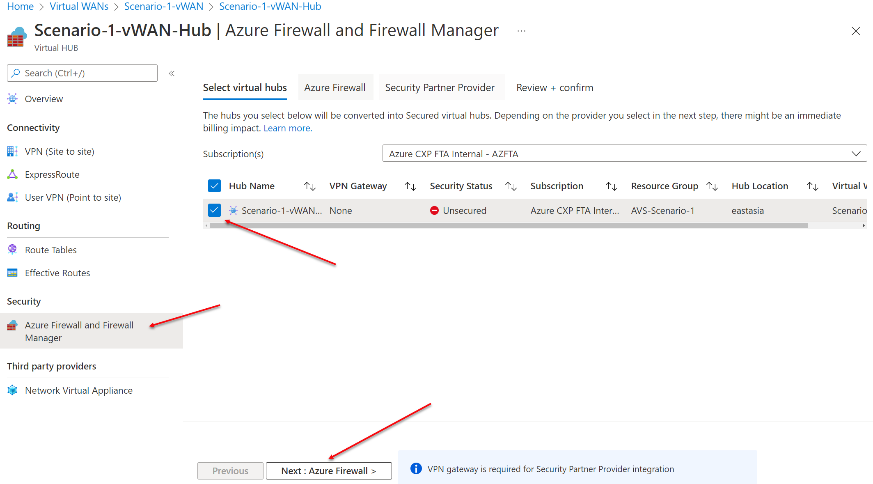 Home > Virtual WANs > Scenario-1-vWAN > Scenario-1-vWAN-Hub
Scenario-1-vWAN-Hub | Azure Firewall and Firewall Manager ...
Virtual HUB
Search (Ctrl+/)
Overview
Connectivity
VPN (Site to site)
ExpressRoute
User VPN (Point to site)
Routing
Route Tables
Effective Routes
Security
Azure Firewall and Firewall
Manager
Third party providers
Network Virtual Appliance
Select virtual hubs Azure Firewall Security Partner Provider Review + confirm
The hubs you select below will be converted into Secured virtual hubs. Depending on the provider you select in the next step, there might be an immediate
billing impact. Learn more.
Subscription(s) Azure CXP FTA Internal - AZFTA
Hub Name VPN Gateway Security Status Subscription Resource Group Hub Location Virtual W
Scenario-1-vWAN... None Unsecured Azure CXP FTA Inter... AVS-Scenario-1 eastasia Scenario
Previous Next : Azure Firewall > VPN gateway is required for Security Partner Provider integration